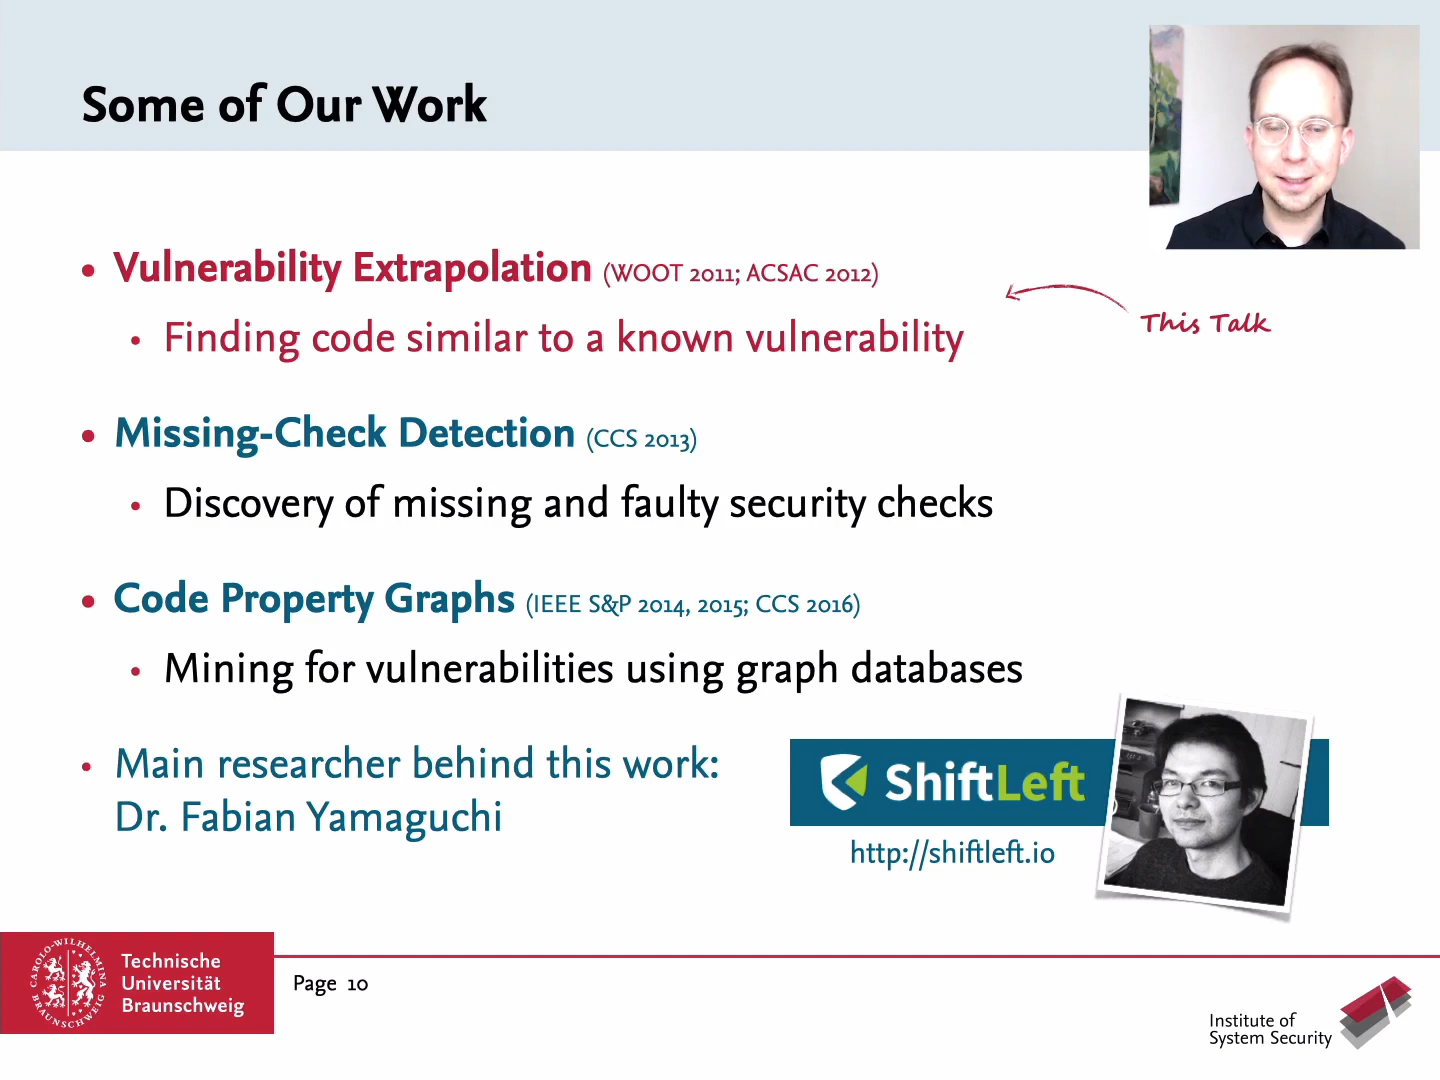 Some of Our Work
• Vulnerability Extrapolation (WOOT 2011; ACSAC 2012)
• Finding code similar to a known vulnerability
This Talk
• Missing-Check Detection (CCS 2013)
• Discovery of missing and faulty security checks
• Code Property Graphs (IEEE S&P 2014, 2015; CCS 2016)
• Mining for vulnerabilities using graph databases
• Main researcher behind this work:
Dr. Fabian Yamaguchi
ShiftLeft
http://shiftleft.io
CAROLO-WILHELMINA
BRAUNSCHWEIG
Technische
Universität
Braunschweig
Page 10
Institute of
System Security